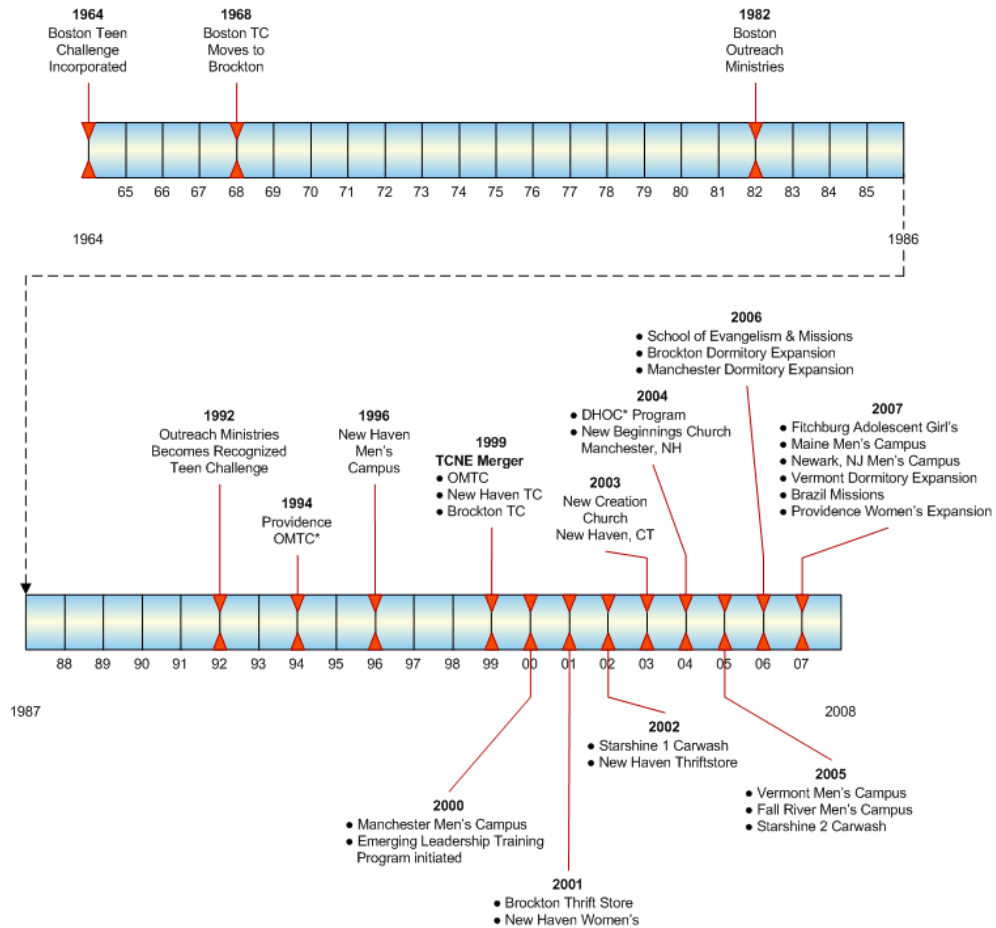 1964
Boston Teen
Challenge
Incorporated
1968
Boston TC
Moves to
Brockton
1982
Boston
Outreach
Ministries
65 66 67 68 69 70 71 72 73 74 75 76 77 78 79 80 81 82 83 84 85
1964 1986
2006
● School of Evangelism & Missions
● Brockton Dormitory Expansion
● Manchester Dormitory Expansion
1992
Outreach Ministries
Becomes Recognized
Teen Challenge
1994
Providence
OMTC*
1996
New Haven
Men's
Campus
1999
TCNE Merger
● OMTC
● New Haven TC
● Brockton TC
2003
New Creation
Church
New Haven, CT
2004
● DHOC* Program
● New Beginnings Church
Manchester, NH
2007
● Fitchburg Adolescent Girl's
● Maine Men's Campus
● Newark, NJ Men's Campus
● Vermont Dormitory Expansion
● Brazil Missions
● Providence Women's Expansion
88 89 90 91 92 93 94 95 96 97 98 99 00 01 02 03 04 05 06 07
1987 2008
2000
● Manchester Men's Campus
● Emerging Leadership Training
Program initiated
2001
● Brockton Thrift Store
● New Haven Women's
2002
● Starshine 1 Carwash
● New Haven Thriftstore
2005
● Vermont Men's Campus
● Fall River Men's Campus
● Starshine 2 Carwash